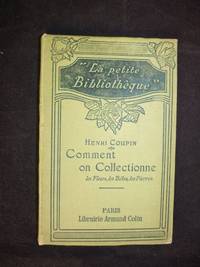 "La petite
Bibliothèque"
HENRI COUPIN
Comment
on Collectionne
les Fleurs, les Bêtes, les Pierres
PARIS
Librairie Armand Colin